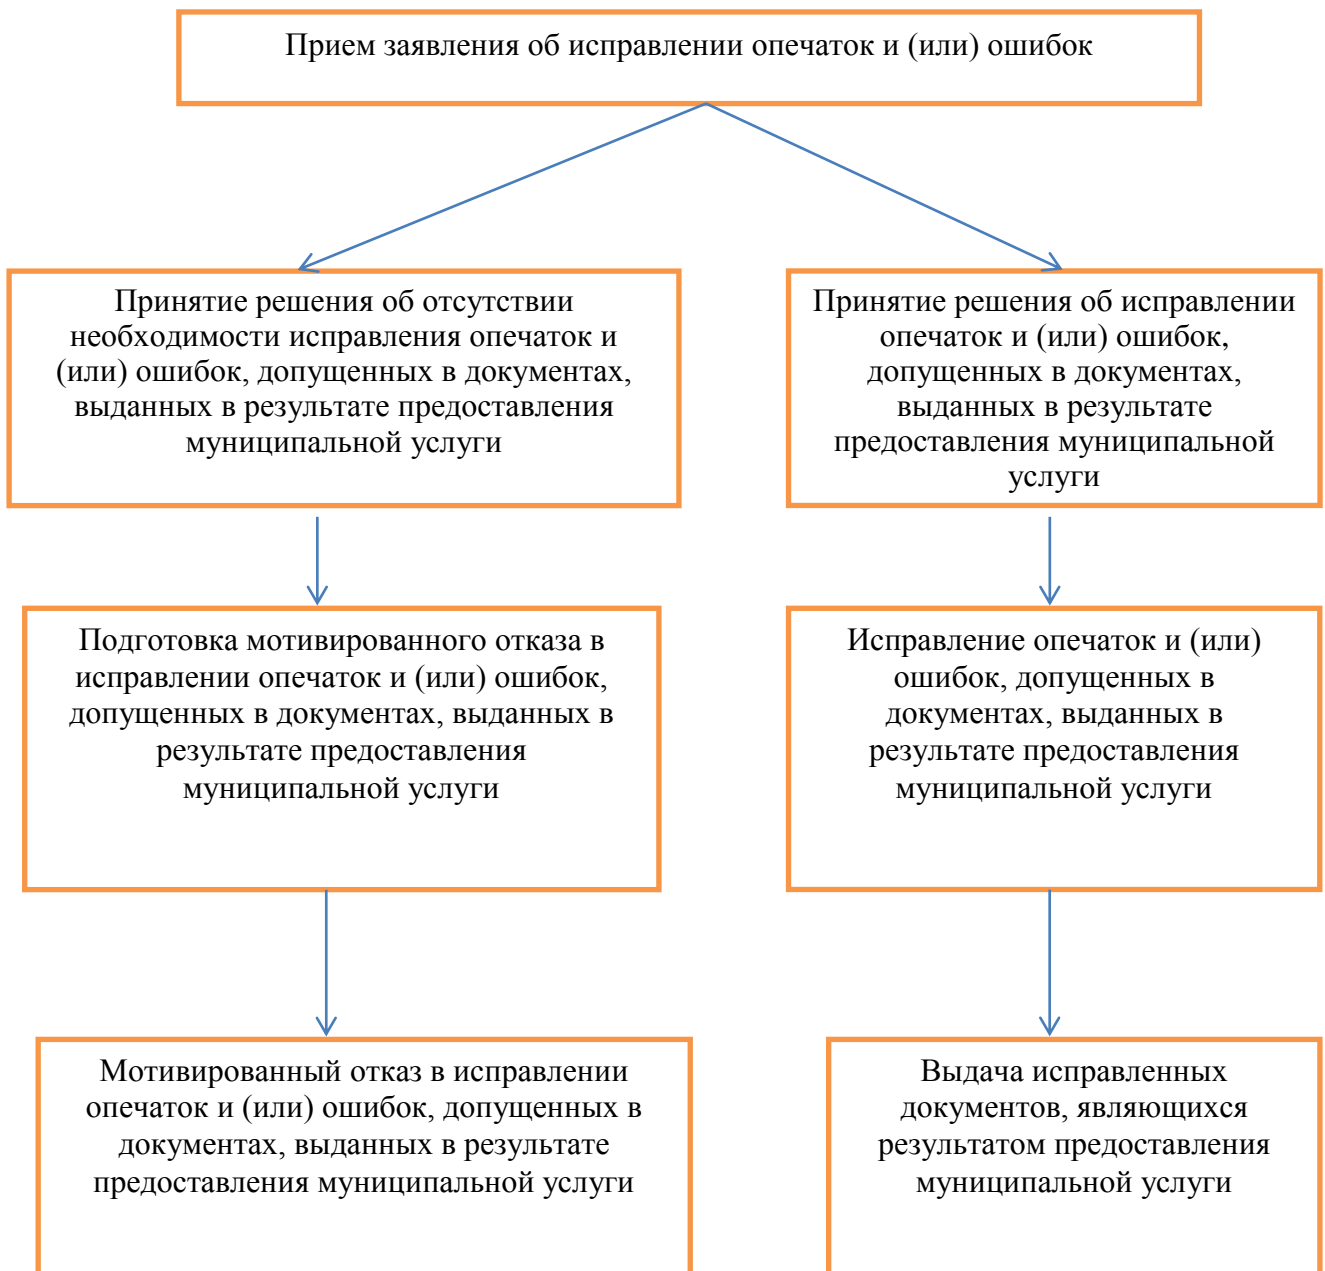 Прием заявления об исправлении опечаток и (или) ошибок
Принятие решения об отсутствии
необходимости исправления опечаток и
(или) ошибок, допущенных в документах,
выданных в результате предоставления
муниципальной услуги
Принятие решения об исправлении
опечаток и (или) ошибок,
допущенных в документах,
выданных в результате
предоставления муниципальной
услуги
Подготовка мотивированного отказа в
исправлении опечаток и (или) ошибок,
допущенных в документах, выданных в
результате предоставления
муниципальной услуги
Исправление опечаток и (или)
ошибок, допущенных в
документах, выданных в
результате предоставления
муниципальной услуги
Мотивированный отказ в исправлении
опечаток и (или) ошибок, допущенных в
документах, выданных в результате
предоставления муниципальной услуги
Выдача исправленных
документов, являющихся
результатом предоставления
муниципальной услуги